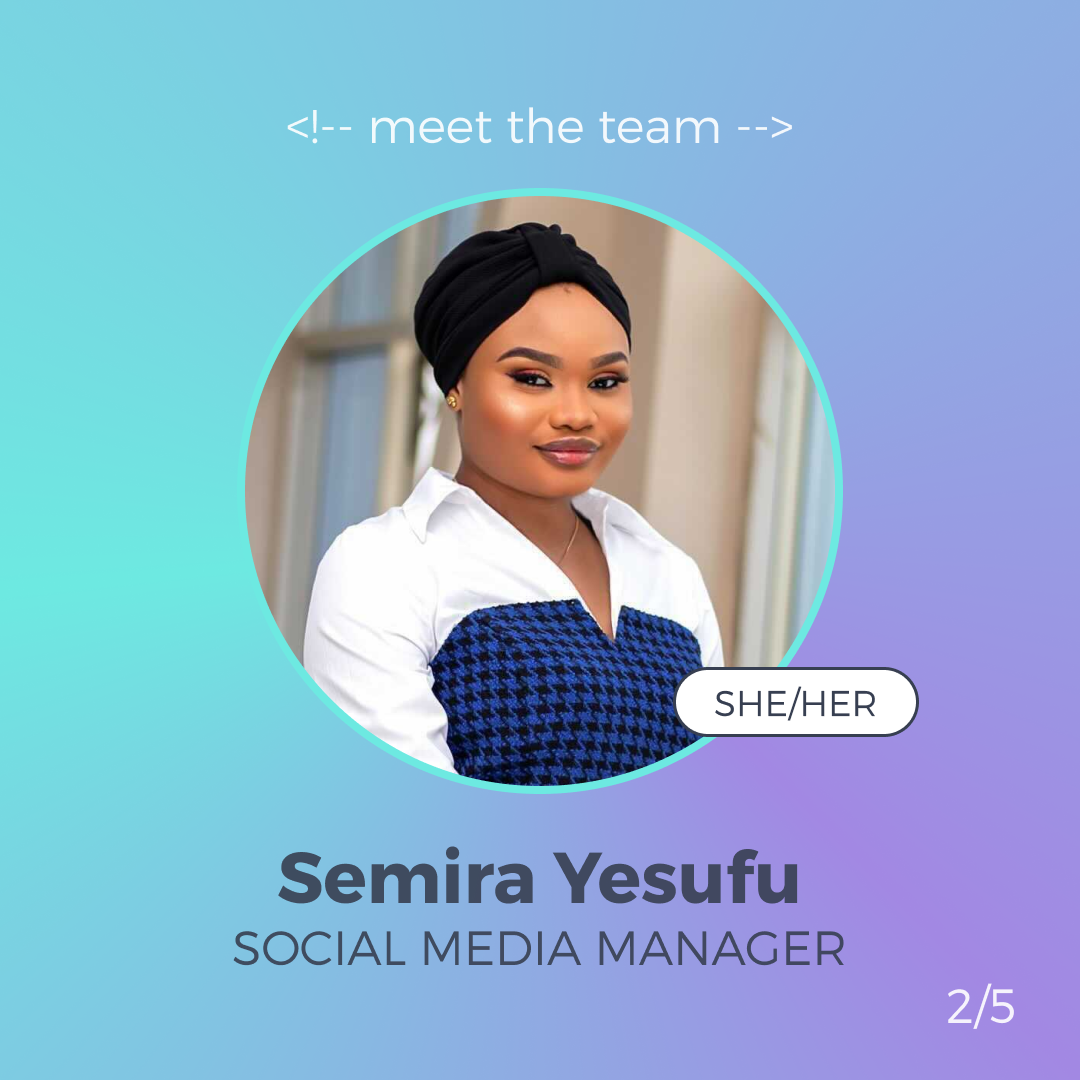 <!-- meet the team -->
SHE/HER
Semira Yesufu
SOCIAL MEDIA MANAGER
2/5